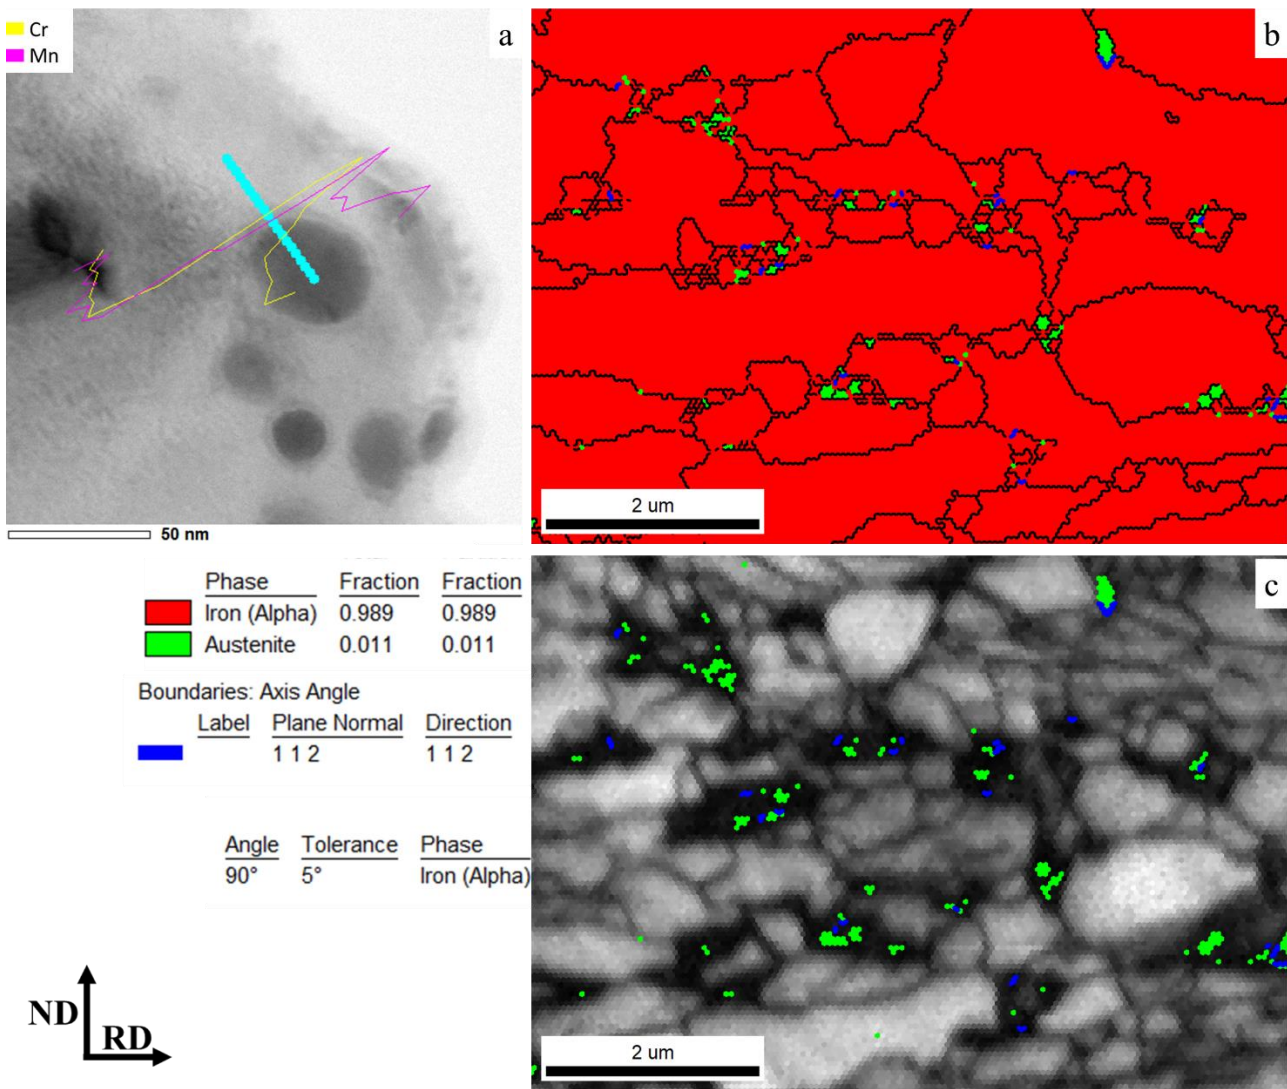 Cr
Mn
a
b
2 um
50 nm
Phase Fraction Fraction
Iron (Alpha) 0.989 0.989
Austenite 0.011 0.011
Boundaries: Axis Angle
Label Plane Normal Direction
1 1 2 1 1 2
Angle Tolerance Phase
90° 5° Iron (Alpha)
c
2 um
ND
RD